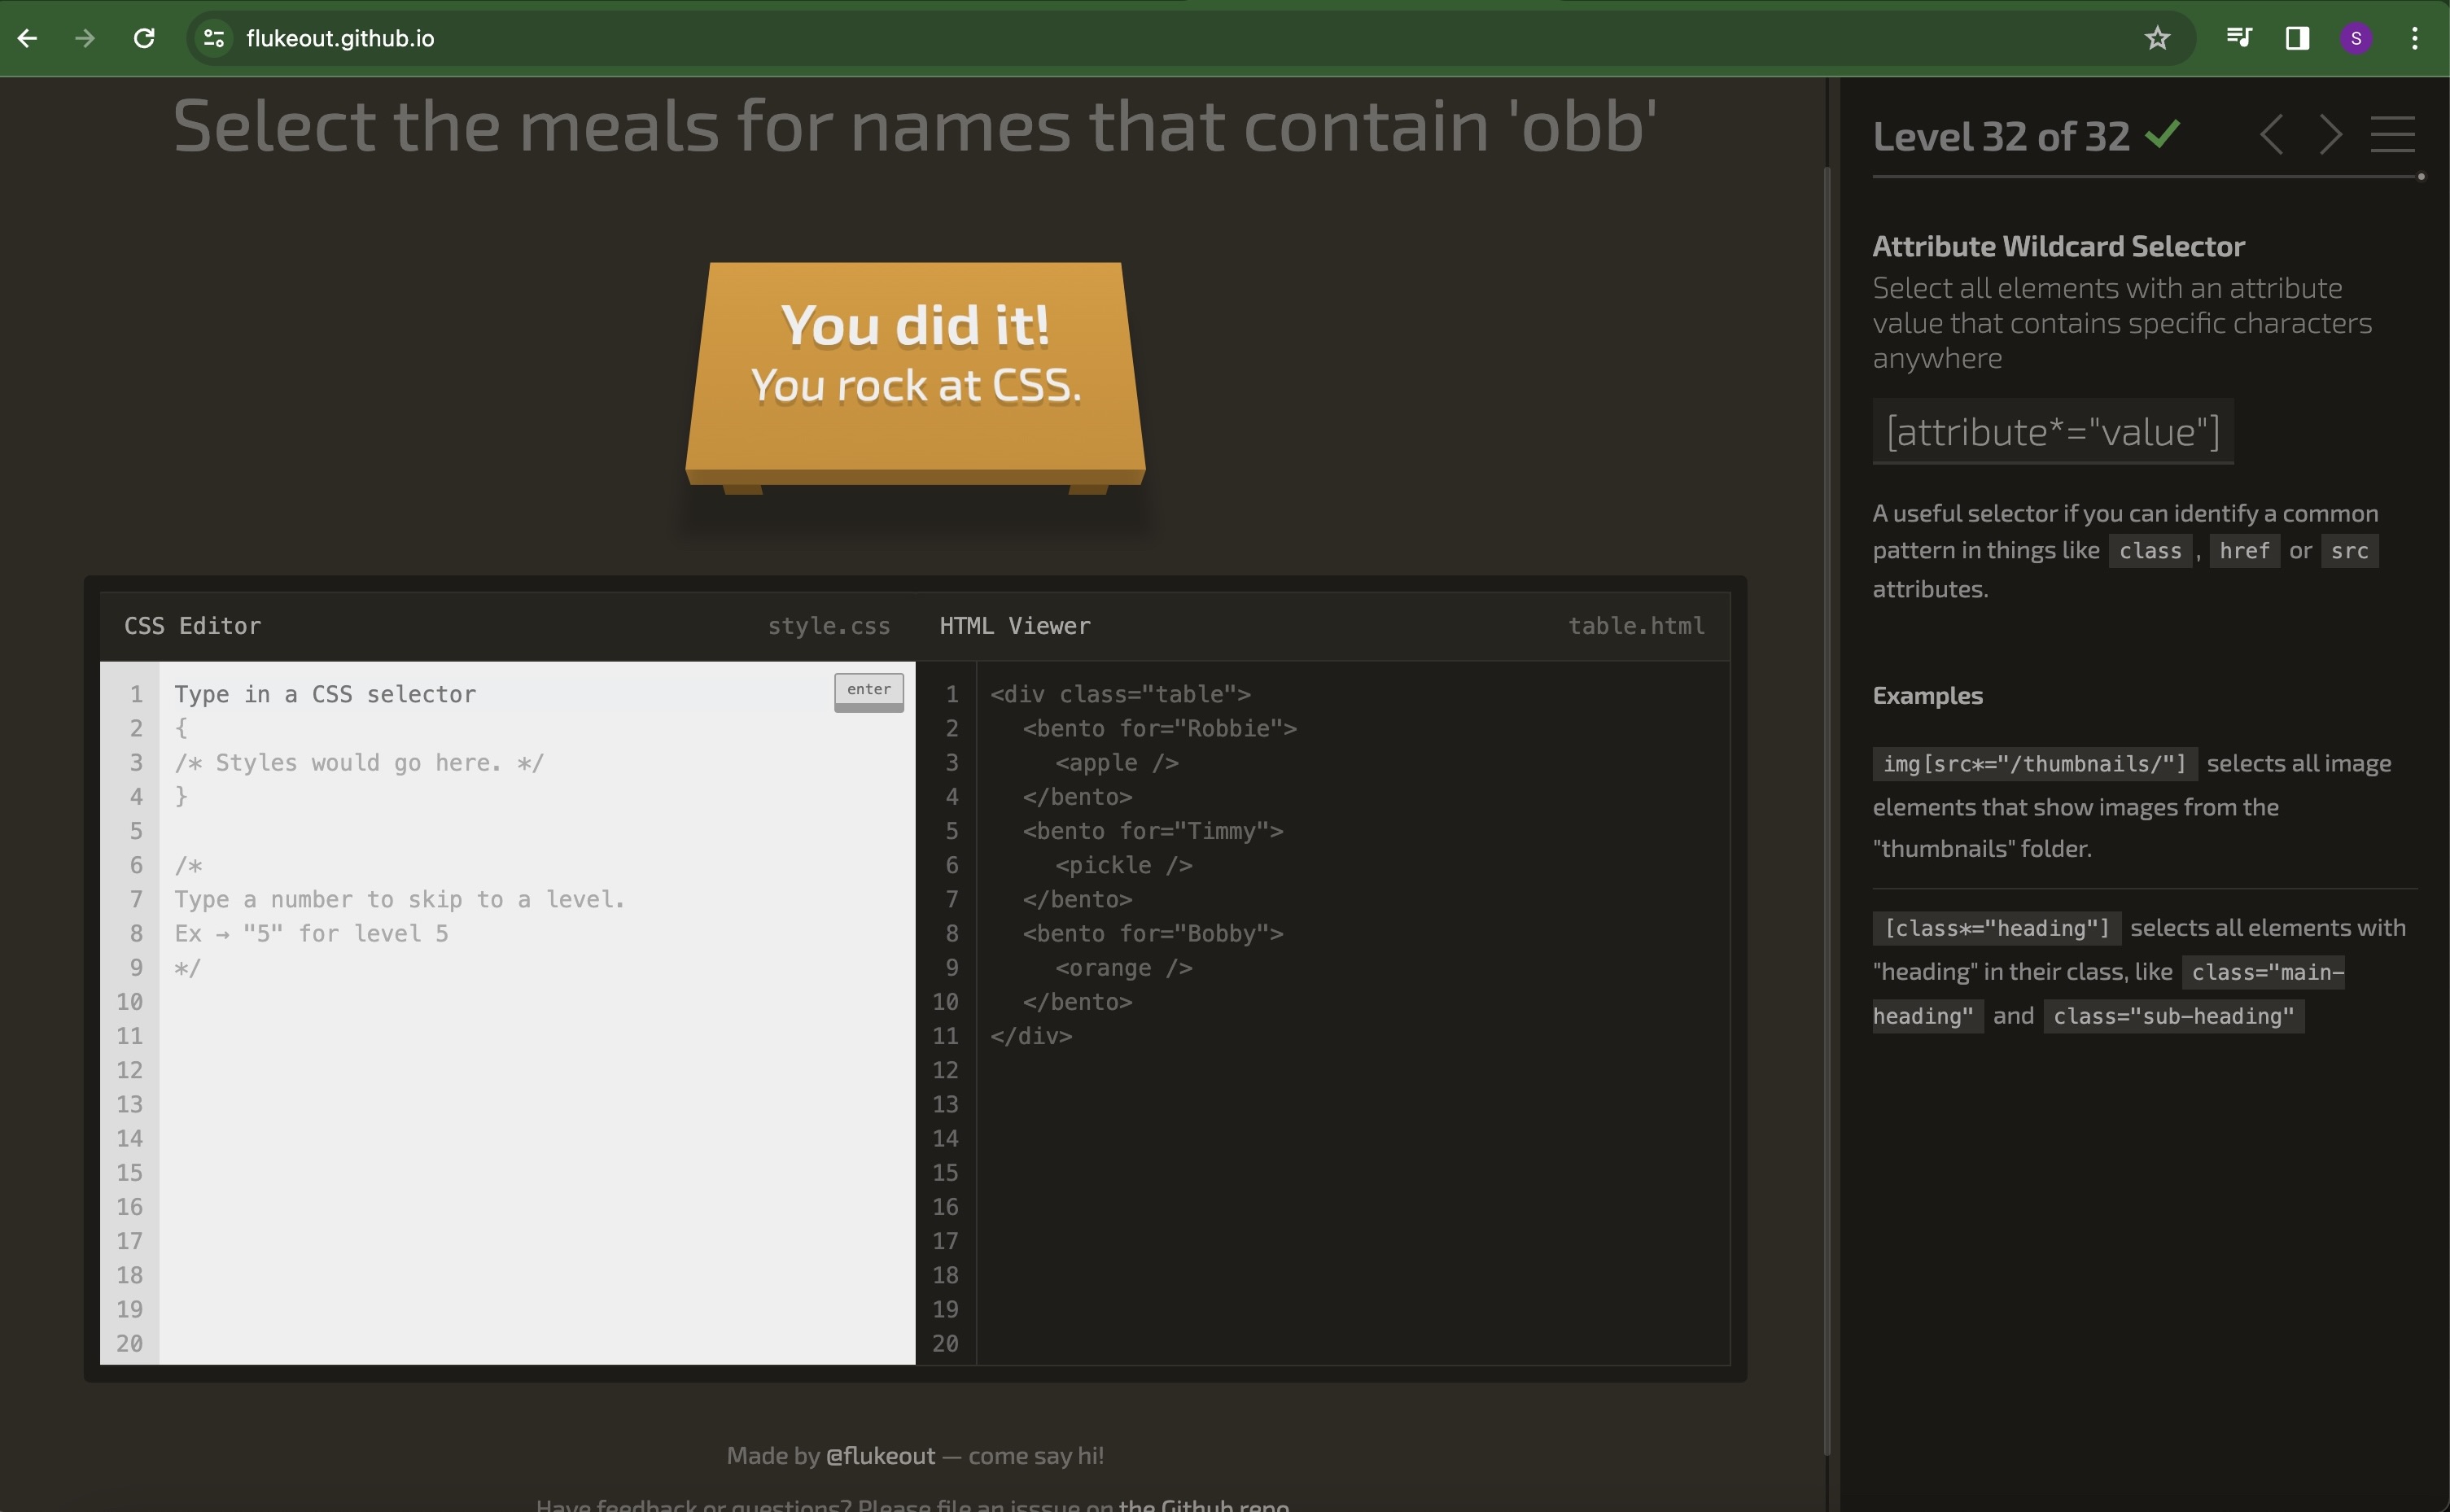 flukeout.github.io
S
Select the meals for names that contain 'obb'
You did it!
You rock at CSS.
CSS Editor
style.css
1 Type in a CSS selector
enter
2 {
3 /* Styles would go here. */
4 }
5
6 /*
7 Type a number to skip to a level.
8 Ex → "5" for level 5
9 */
10
11
12
13
14
15
16
17
18
19
20
HTML Viewer
table.html
1 <div class="table">
2 <bento for="Robbie">
3 <apple />
4 </bento>
5 <bento for="Timmy">
6 <pickle />
7 </bento>
8 <bento for="Bobby">
9 <orange />
10 </bento>
11 </div>
12
13
14
15
16
17
18
19
20
Made by @flukeout — come say hi!
Have feedback or questions? Please file an isssue on the Github repo
Level 32 of 32
Attribute Wildcard Selector
Select all elements with an attribute
value that contains specific characters
anywhere
[attribute*="value"]
A useful selector if you can identify a common
pattern in things like class , href or src
attributes.
Examples
img[src*="/thumbnails/"] selects all image
elements that show images from the
"thumbnails" folder.
[class*="heading"] selects all elements with
"heading" in their class, like class="main-
heading" and class="sub-heading"